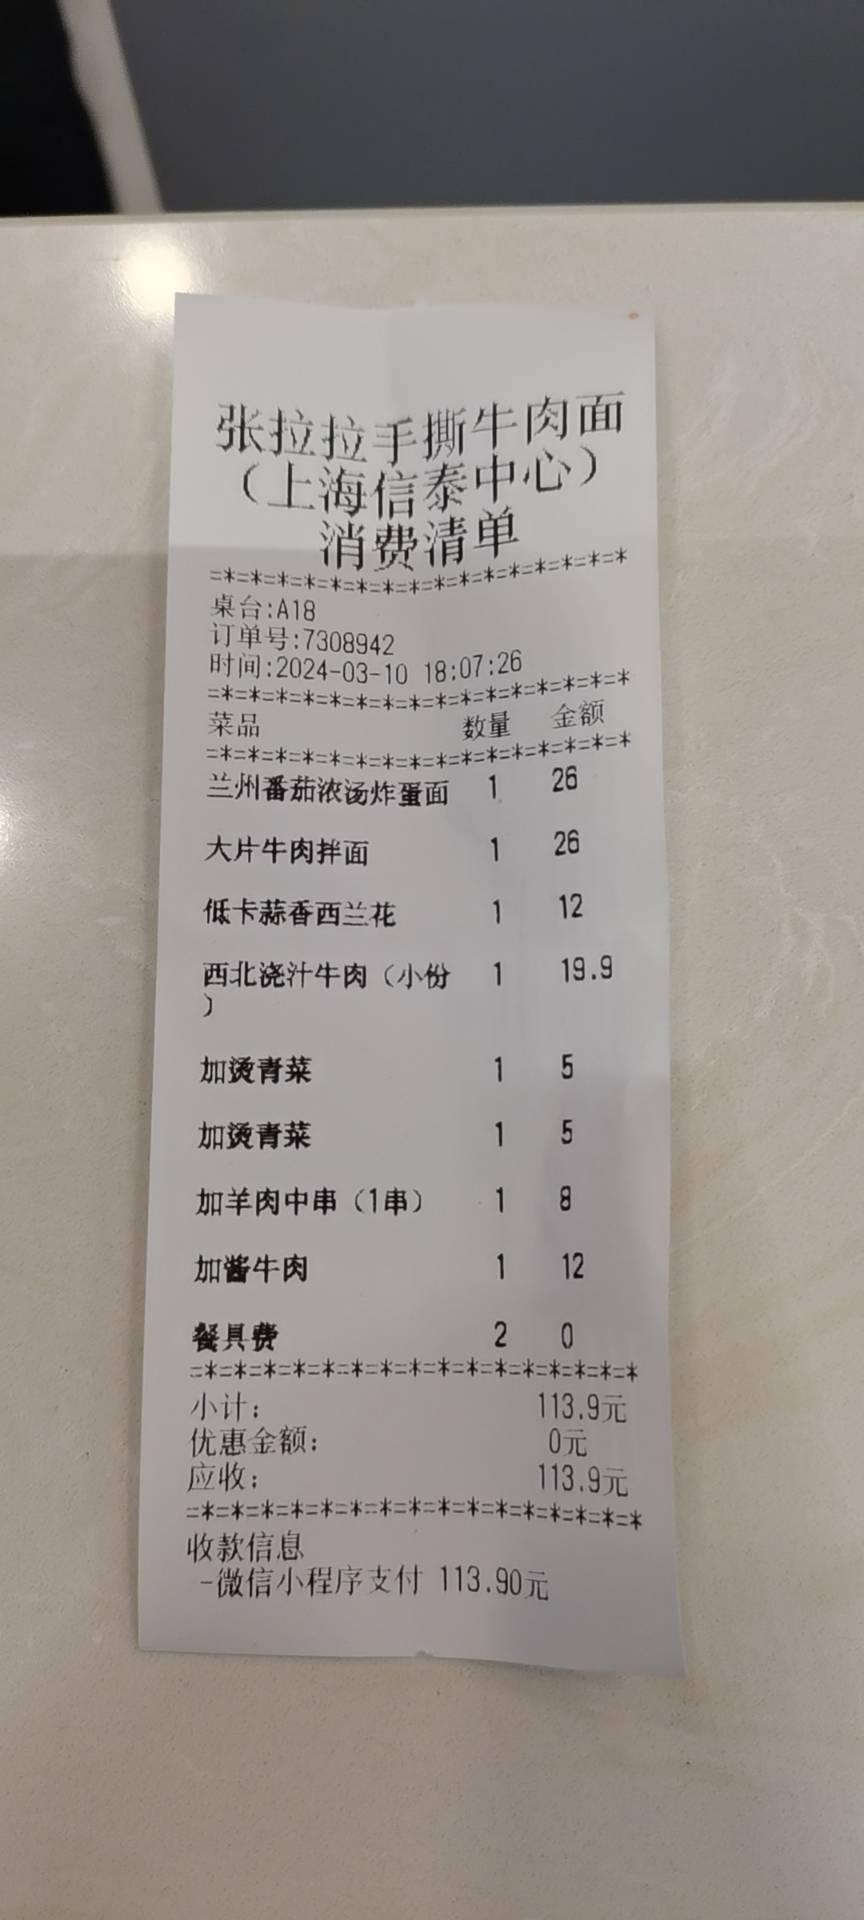 张拉拉手撕牛肉面
（上海信泰中心）
消费清单
=*=*=*=*=*=*=*=*=*=*=*=*=*=*=*=*
桌台:A18
订单号:7308942
时间:2024-03-10 18:07:26
=*=*=*=*=*=*=*=*=*=*=*=*=*=*=*=*
菜品 数量 金额
=*=*=*=*=*=*=*=*=*=*=*=*=*=*=*=*
兰州番茄浓汤炸蛋面 1 26
大片牛肉拌面 1 26
低卡蒜香西兰花 1 12
西北浇汁牛肉（小份 1 19.9
）
加烫青菜 1 5
加烫青菜 1 5
加羊肉中串（1串） 1 8
加酱牛肉 1 12
餐具费 2 0
=*=*=*=*=*=*=*=*=*=*=*=*=*=*=*=*
小计： 113.9元
优惠金额： 0元
应收： 113.9元
=*=*=*=*=*=*=*=*=*=*=*=*=*=*=*=*
收款信息
-微信小程序支付 113.90元